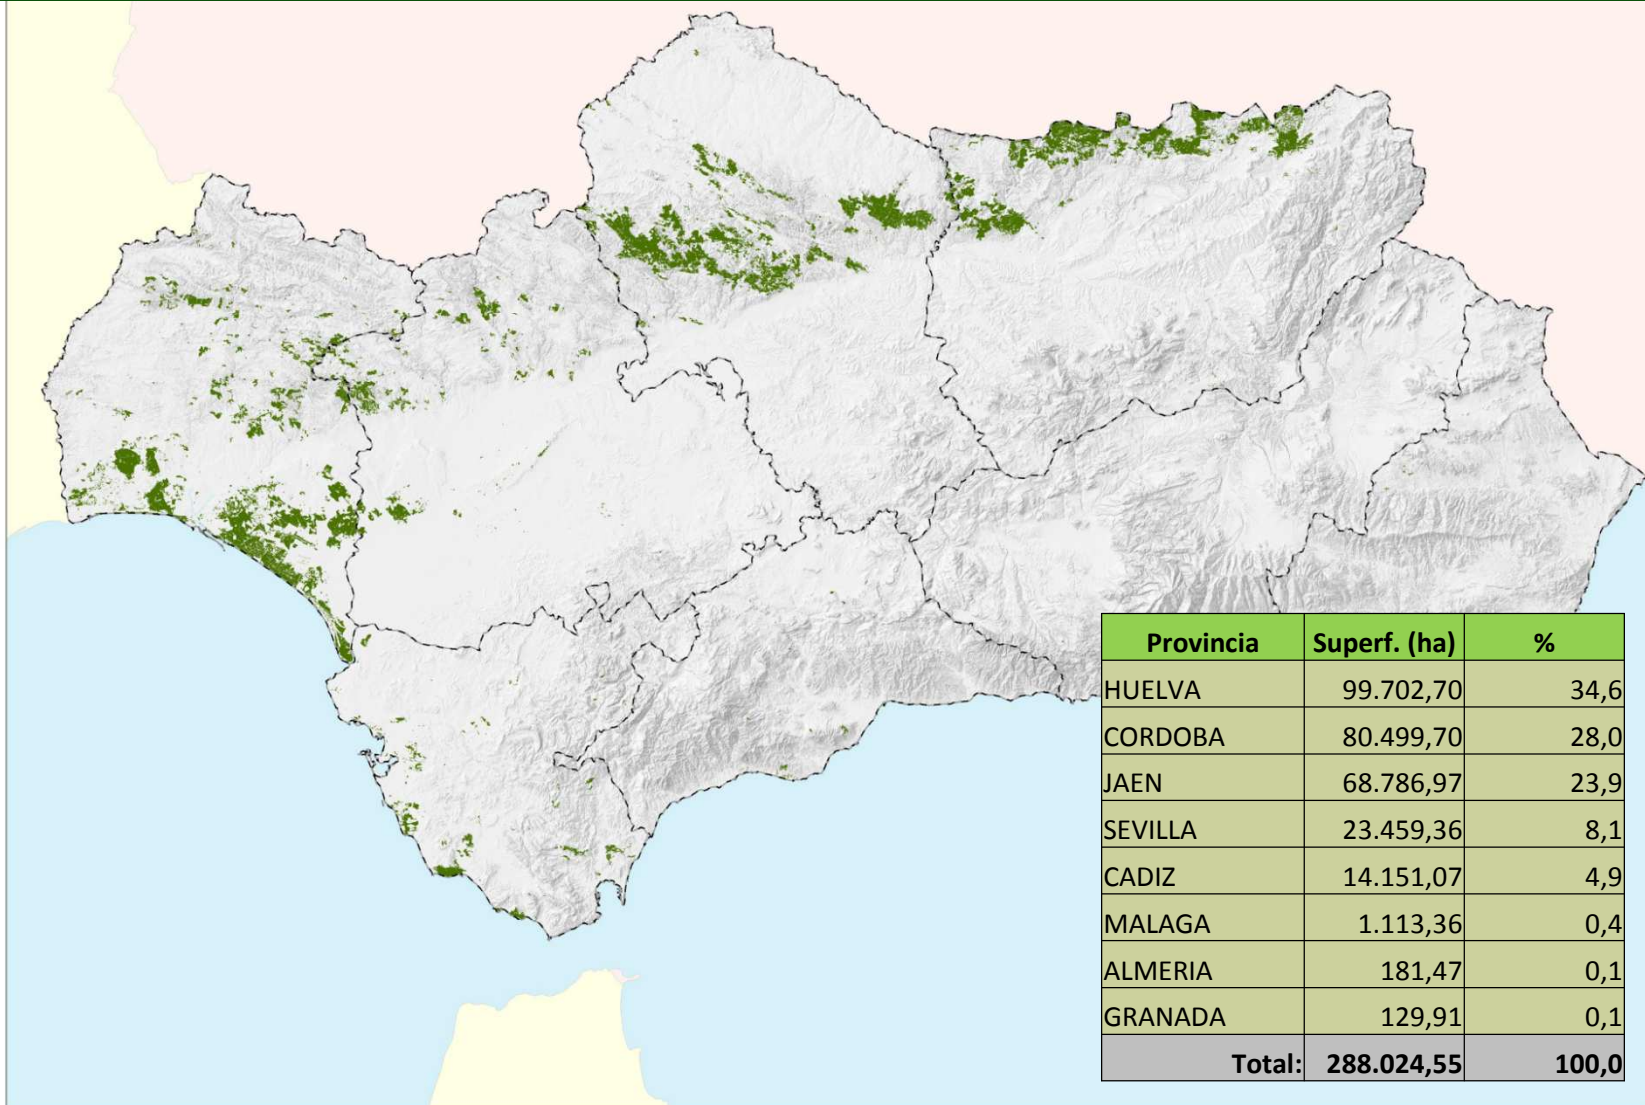 Provincia Superf. (ha) %
HUELVA 99.702,70 34,6
CORDOBA 80.499,70 28,0
JAEN 68.786,97 23,9
SEVILLA 23.459,36 8,1
CADIZ 14.151,07 4,9
MALAGA 1.113,36 0,4
ALMERIA 181,47 0,1
GRANADA 129,91 0,1
Total: 288.024,55 100,0